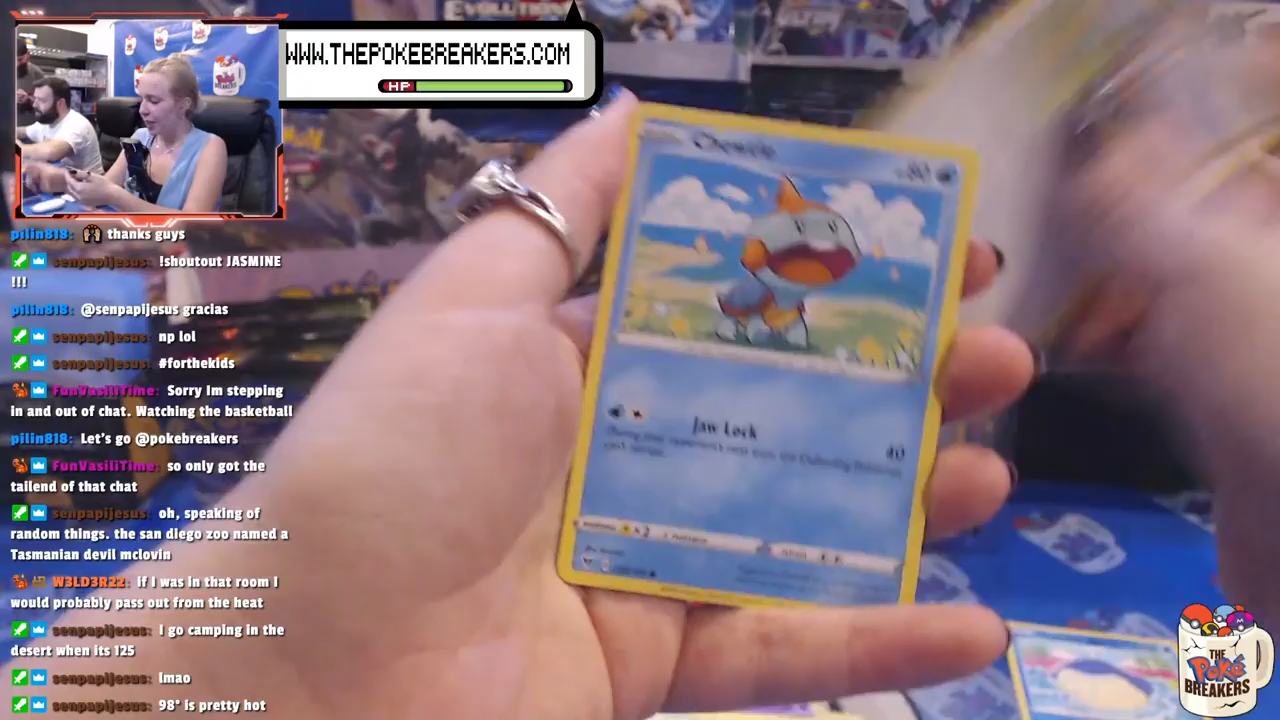 EVOLUTION
WWW.THEPOKEBREAKERS.COM
HP
pilin818: thanks guys
senpapijesus: !shoutout JASMINE
!!!
pilin818: @senpapijesus gracias
senpapijesus: np lol
senpapijesus: #forthekids
FunVasiliTime: Sorry Im stepping
in and out of chat. Watching the basketball
pilin818: Let's go @pokebreakers
FunVasiliTime: so only got the
tailend of that chat
senpapijesus: oh, speaking of
random things. the san diego zoo named a
Tasmanian devil mclovin
W3LD3R22: if I was in that room I
would probably pass out from the heat
senpapijesus: I go camping in the
desert when its 125
senpapijesus: lmao
senpapijesus: 98° is pretty hot
Chewtle
80
Jaw Lock
40
x2
THE
Poké
BREAKERS